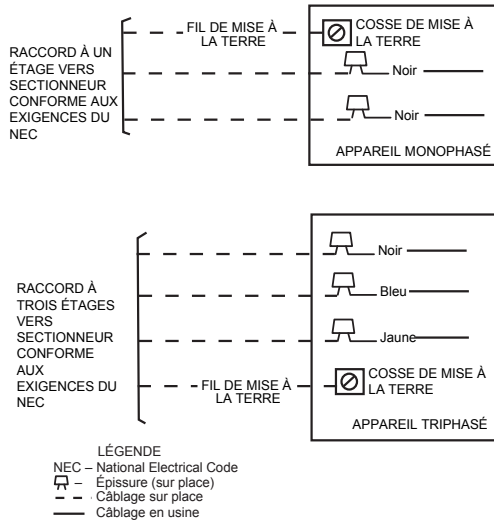 RACCORD À UN
ÉTAGE VERS
SECTIONNEUR
CONFORME AUX
EXIGENCES DU
NEC
FIL DE MISE À
LA TERRE
COSSE DE MISE À
LA TERRE
Noir
Noir
APPAREIL MONOPHASÉ
RACCORD À
TROIS ÉTAGES
VERS
SECTIONNEUR
CONFORME
AUX
EXIGENCES DU
NEC
Noir
Bleu
Jaune
FIL DE MISE À
LA TERRE
COSSE DE MISE À
LA TERRE
APPAREIL TRIPHASÉ
LÉGENDE
NEC – National Electrical Code
– Épissure (sur place)
Câblage sur place
Câblage en usine